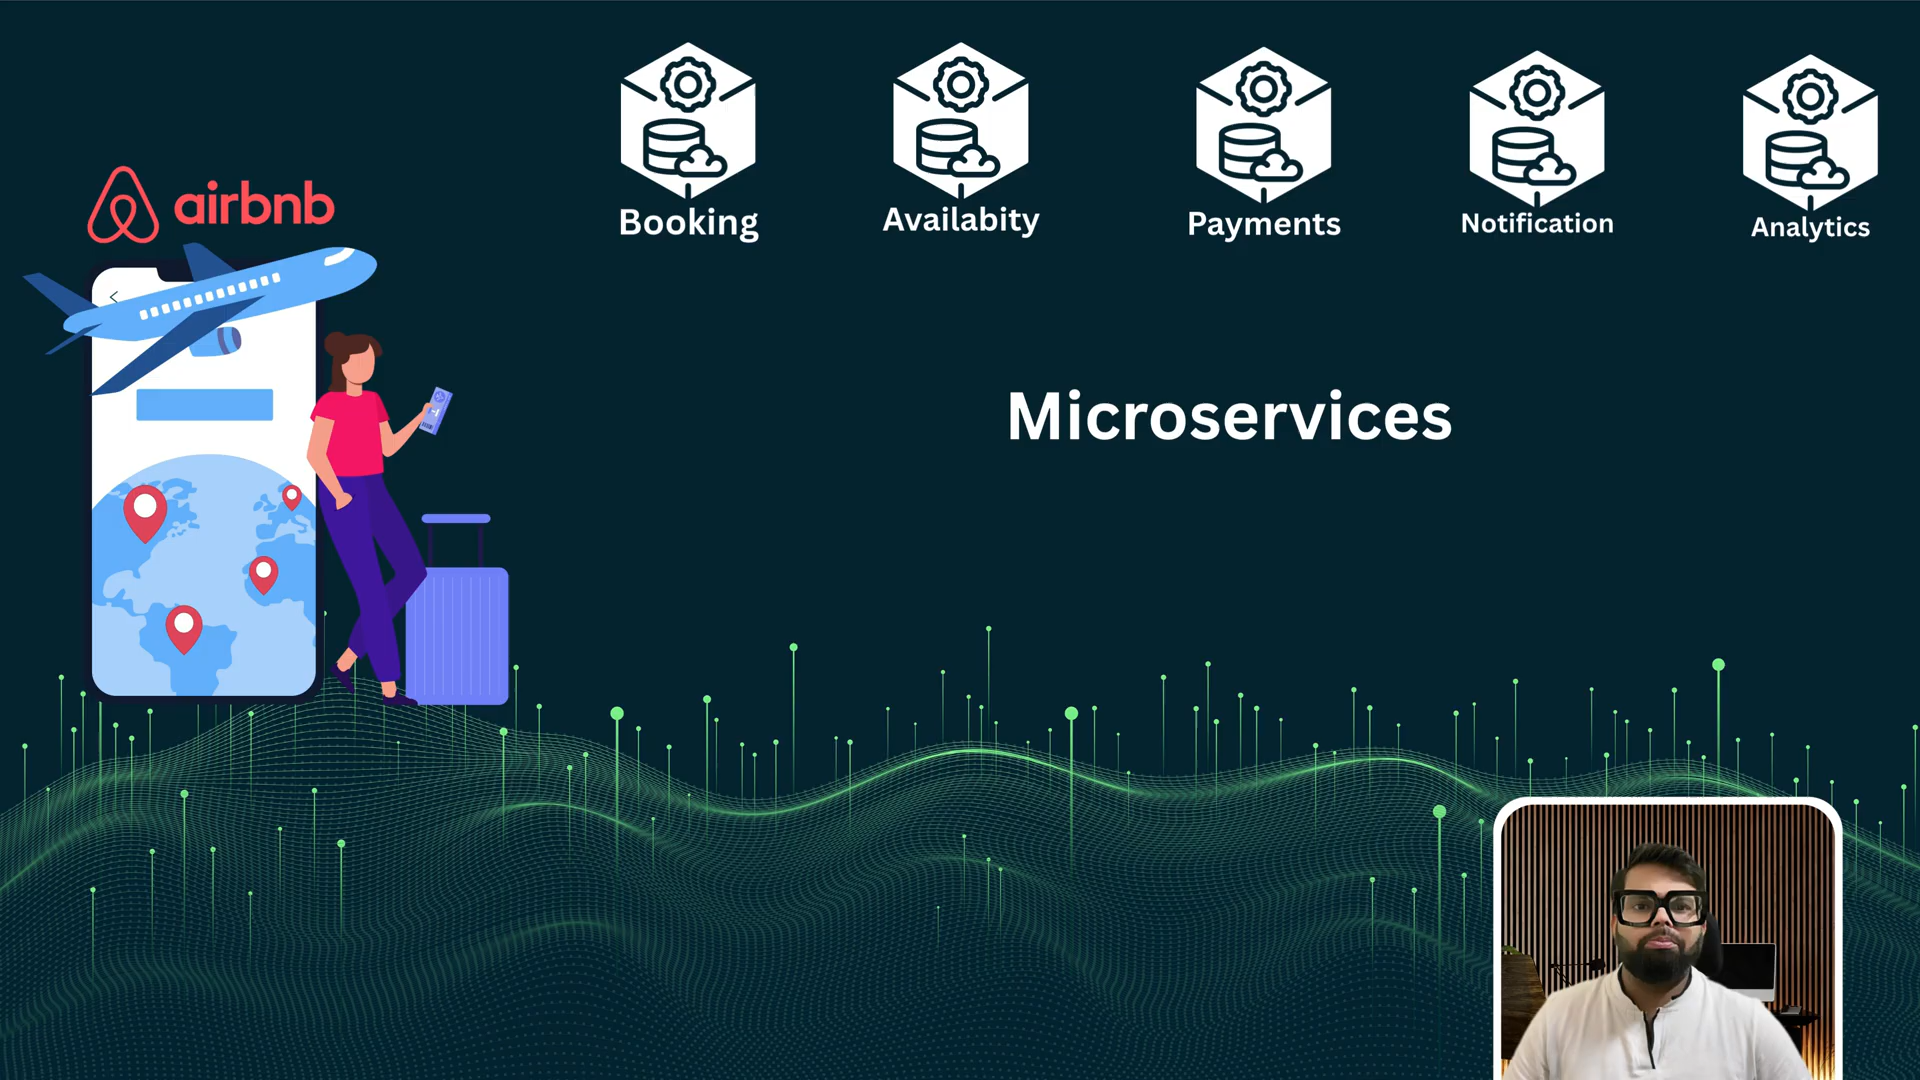 Booking
Availabity
Payments
Notification
Analytics
airbnb
Microservices